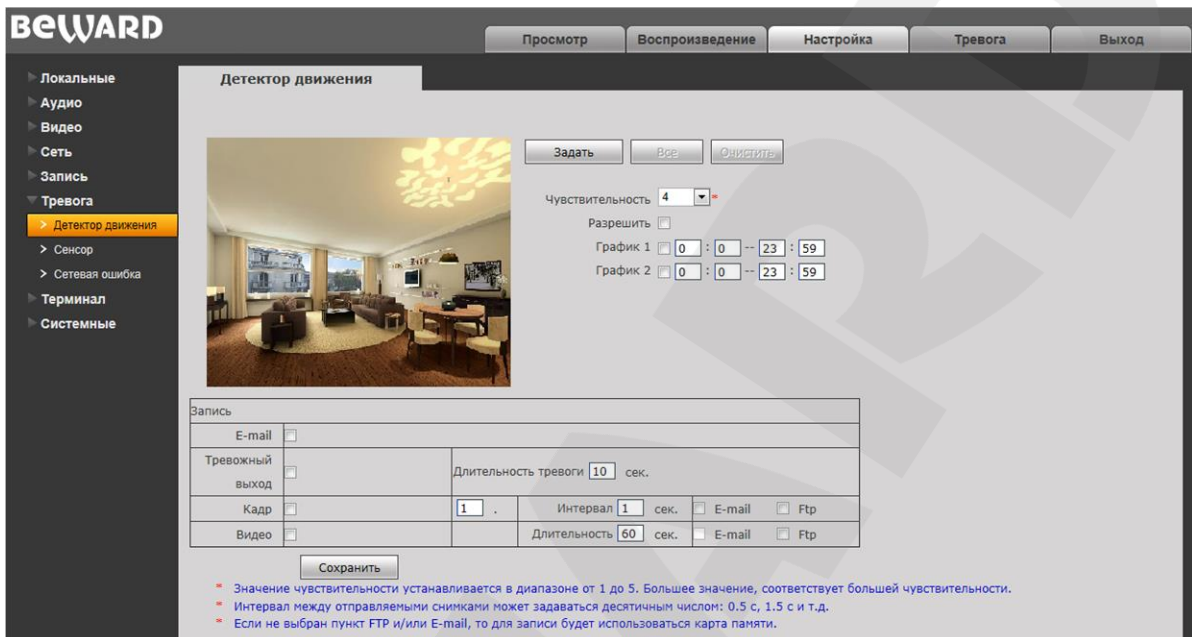 BEWARD
Просмотр Воспроизведение Настройка Тревога Выход
Локальные
Аудио
Видео
Сеть
Запись
Тревога
> Детектор движения
> Сенсор
> Сетевая ошибка
Терминал
Системные
Детектор движения
Задать Все Очистить
Чувствительность 4 *
Разрешить
График 1 0 : 0 -- 23 : 59
График 2 0 : 0 -- 23 : 59
Запись
E-mail
Тревожный выход Длительность тревоги 10 сек.
Кадр 1 . Интервал 1 сек. E-mail Ftp
Видео Длительность 60 сек. E-mail Ftp
Сохранить
* Значение чувствительности устанавливается в диапазоне от 1 до 5. Большее значение, соответствует большей чувствительности.
* Интервал между отправляемыми снимками может задаваться десятичным числом: 0.5 с, 1.5 с и т.д.
* Если не выбран пункт FTP и/или E-mail, то для записи будет использоваться карта памяти.